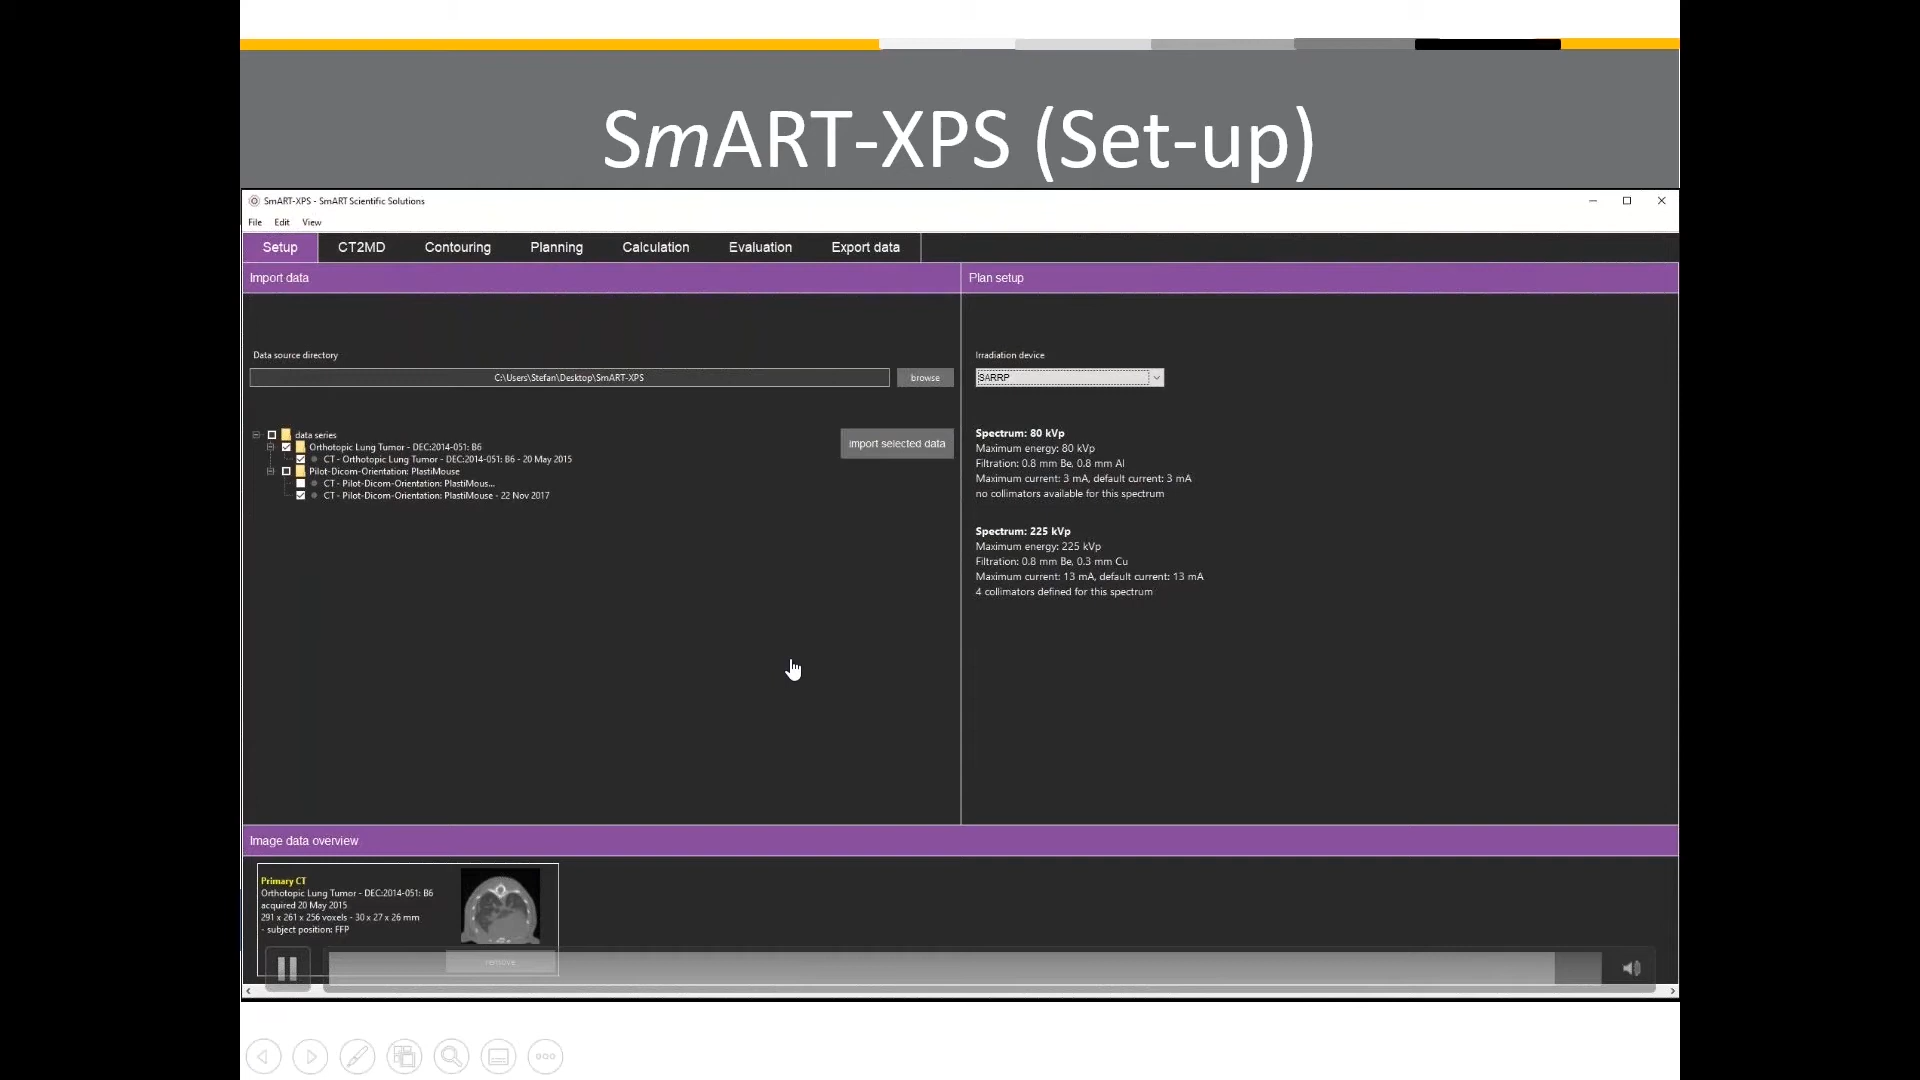 SmART-XPS (Set-up)
SmART-XPS - SmART Scientific Solutions
File Edit View
Setup CT2MD Contouring Planning Calculation Evaluation Export data
Import data
Plan setup
Data source directory
C:\Users\Stefan\Desktop\SmART-XPS
browse
Irradiation device
SARRP
data series
Orthotopic Lung Tumor - DEC:2014-051: B6
CT - Orthotopic Lung Tumor - DEC:2014-051: B6 - 20 May 2015
Pilot-Dicom-Orientation: PlastiMouse
CT - Pilot-Dicom-Orientation: PlastiMous...
CT - Pilot-Dicom-Orientation: PlastiMouse - 22 Nov 2017
import selected data
Spectrum: 80 kVp
Maximum energy: 80 kVp
Filtration: 0.8 mm Be, 0.8 mm Al
Maximum current: 3 mA, default current: 3 mA
no collimators available for this spectrum
Spectrum: 225 kVp
Maximum energy: 225 kVp
Filtration: 0.8 mm Be, 0.3 mm Cu
Maximum current: 13 mA, default current: 13 mA
4 collimators defined for this spectrum
Image data overview
Primary CT
Orthotopic Lung Tumor - DEC:2014-051: B6
acquired 20 May 2015
291 x 261 x 256 voxels - 30 x 27 x 26 mm
- subject position: FFP
remove